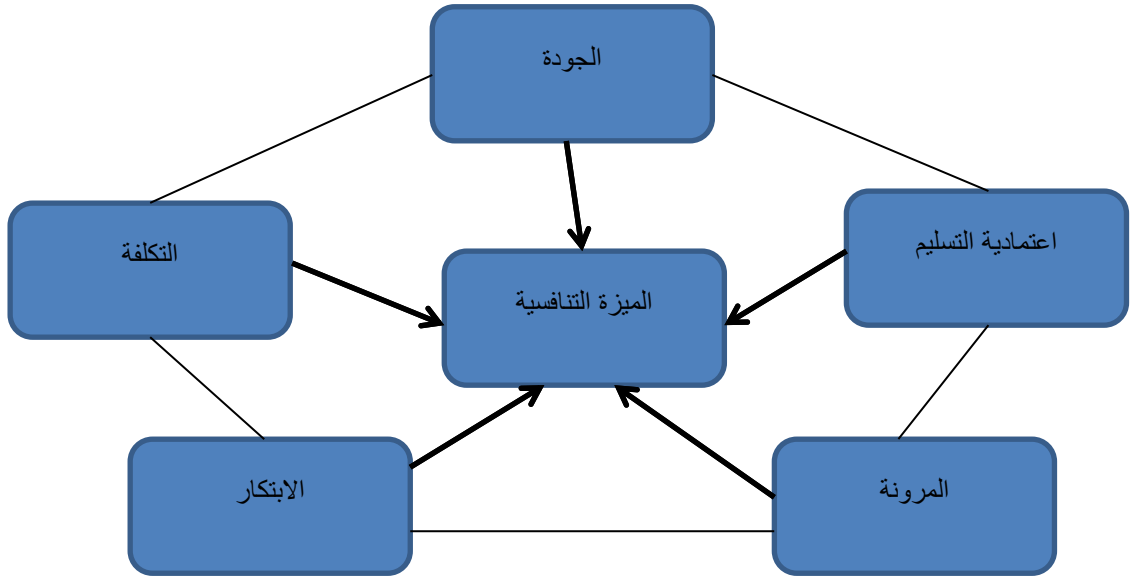 الجودة
اعتمادية التسليم
التكلفة
الميزة التنافسية
المرونة
الابتكار